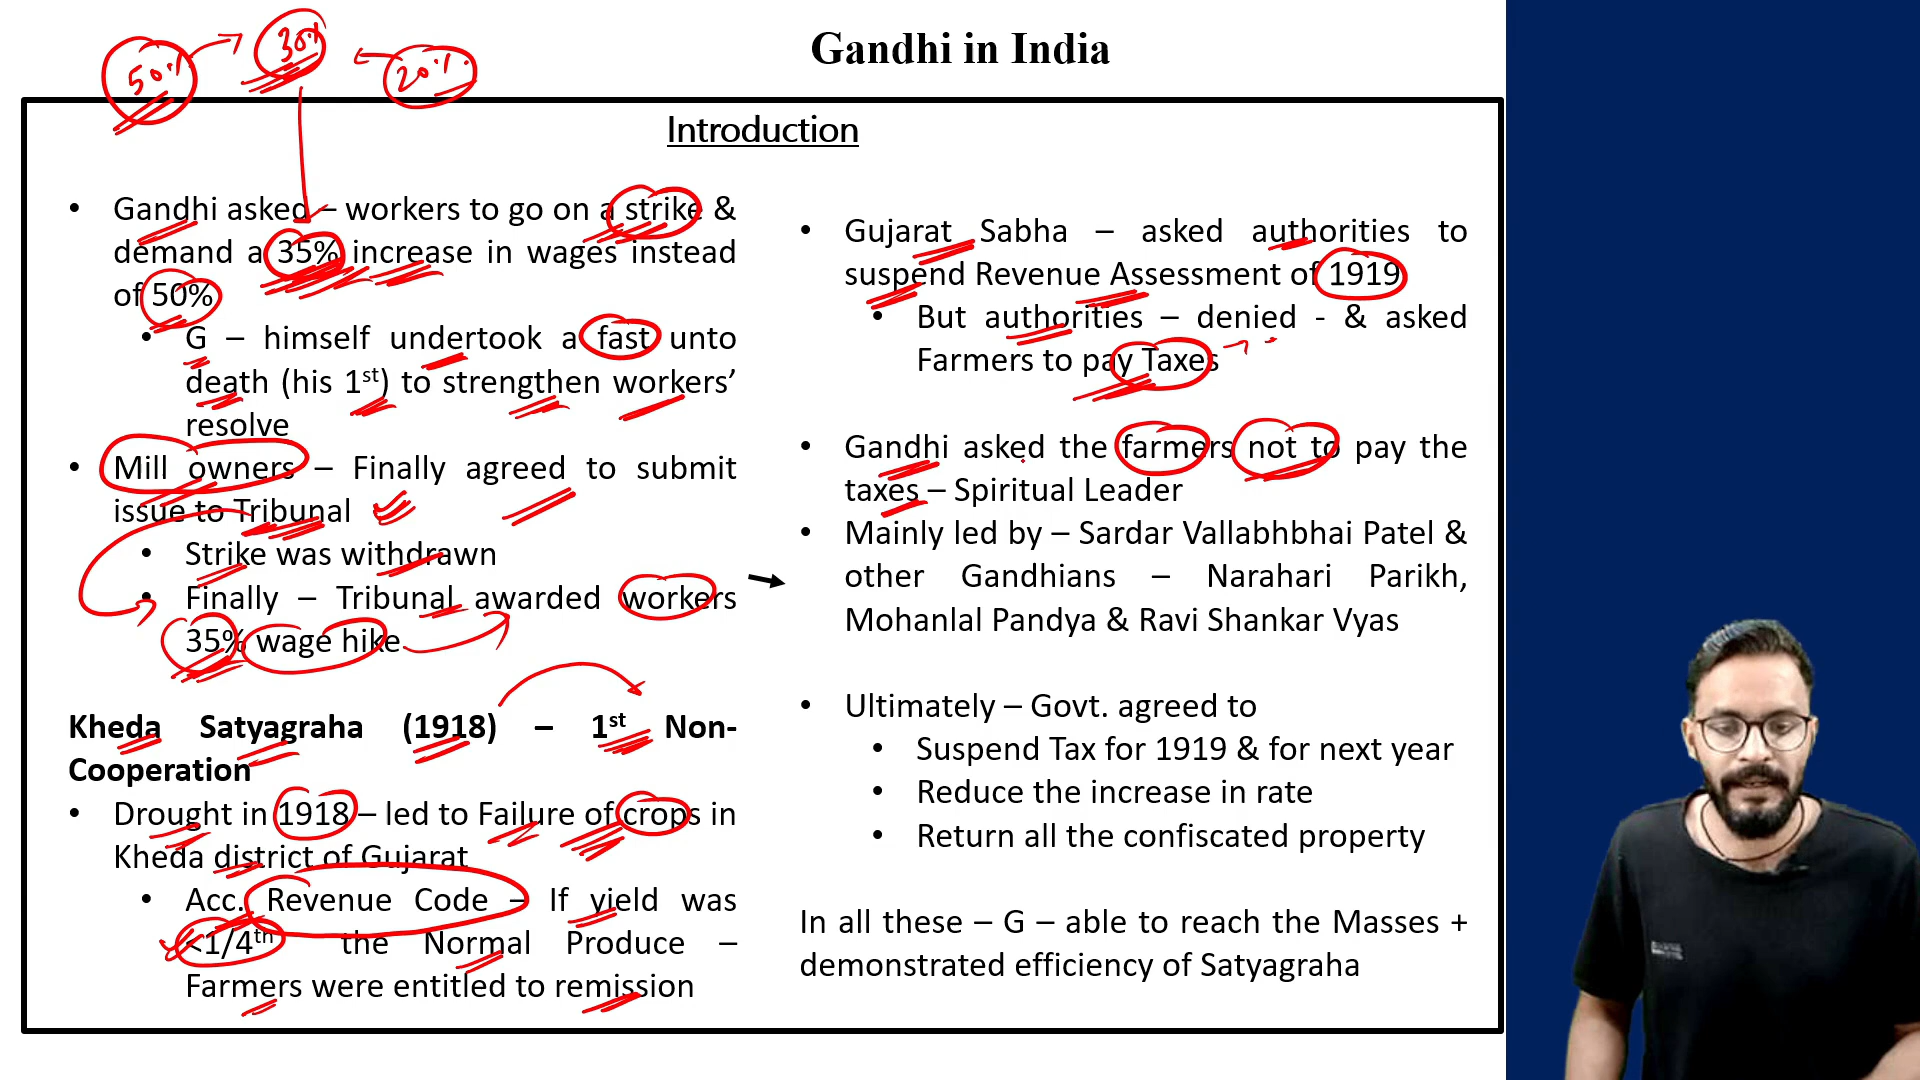 50%
30%
20%
Gandhi in India
Introduction
• Gandhi asked – workers to go on a strike &
demand a 35% increase in wages instead
of 50%
• G – himself undertook a fast unto
death (his 1st) to strengthen workers’
resolve
• Mill owners – Finally agreed to submit
issue to Tribunal
• Strike was withdrawn
• Finally – Tribunal awarded workers
35% wage hike
Kheda Satyagraha (1918) – 1st Non-
Cooperation
• Drought in 1918 – led to Failure of crops in
Kheda district of Gujarat
• Acc. Revenue Code – If yield was
<1/4th the Normal Produce –
Farmers were entitled to remission
• Gujarat Sabha – asked authorities to
suspend Revenue Assessment of 1919
• But authorities – denied - & asked
Farmers to pay Taxes
• Gandhi asked the farmers not to pay the
taxes – Spiritual Leader
• Mainly led by – Sardar Vallabhbhai Patel &
other Gandhians – Narahari Parikh,
Mohanlal Pandya & Ravi Shankar Vyas
• Ultimately – Govt. agreed to
• Suspend Tax for 1919 & for next year
• Reduce the increase in rate
• Return all the confiscated property
In all these – G – able to reach the Masses +
demonstrated efficiency of Satyagraha